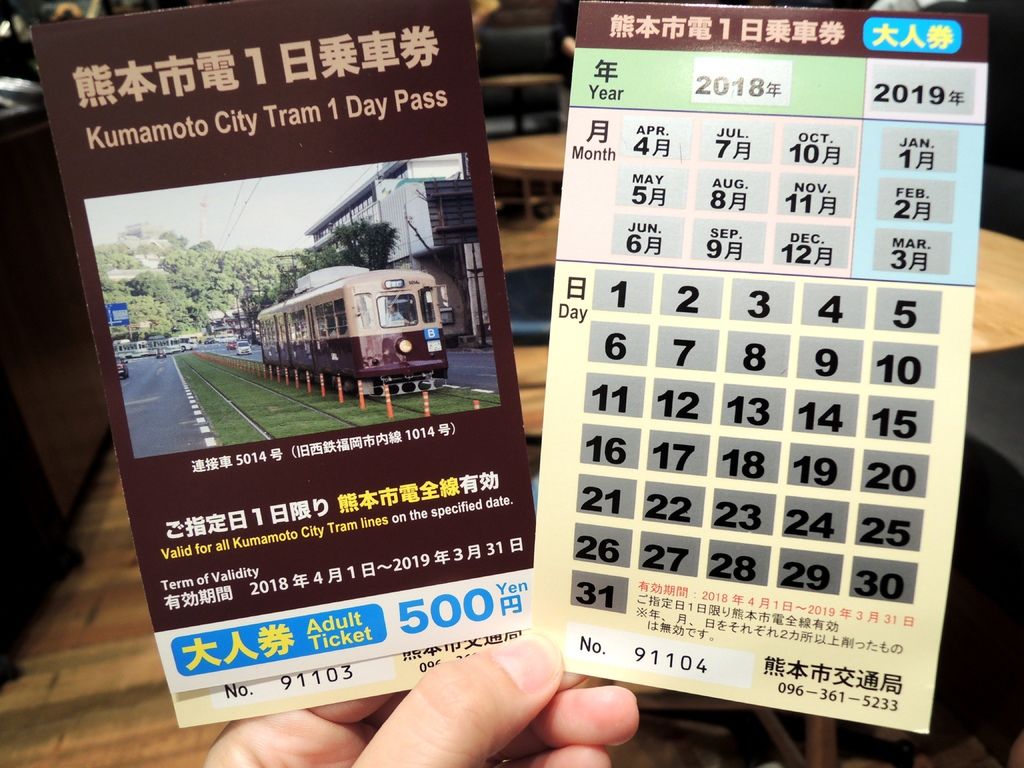 熊本市電1日乗車券
Kumamoto City Tram 1 Day Pass
連接車 5014 号（旧西鉄福岡市内線 1014 号）
ご指定日1日限り 熊本市電全線有効
Valid for all Kumamoto City Tram lines on the specified date.
Term of Validity
有効期間 2018 年 4 月 1 日～2019 年 3 月 31 日
大人券 Adult Ticket 500 Yen 円
No. 91103
熊本市交通局
熊本市電1日乗車券 大人券
年 Year 2018年 2019年
月 Month
APR. 4月 JUL. 7月 OCT. 10月 JAN. 1月
MAY 5月 AUG. 8月 NOV. 11月 FEB. 2月
JUN. 6月 SEP. 9月 DEC. 12月 MAR. 3月
日 Day
1 2 3 4 5
6 7 8 9 10
11 12 13 14 15
16 17 18 19 20
21 22 23 24 25
26 27 28 29 30
31
有効期間：2018 年 4 月 1 日～2019 年 3 月 31 日
ご指定日1日限り熊本市電全線有効
※年、月、日をそれぞれ2カ所以上削ったもの
は無効です。
No. 91104
熊本市交通局
096-361-5233